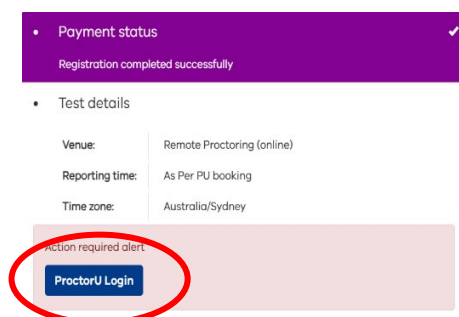 Payment status
Registration completed successfully
Test details
Venue: Remote Proctoring (online)
Reporting time: As Per PU booking
Time zone: Australia/Sydney
Action required alert
ProctorU Login